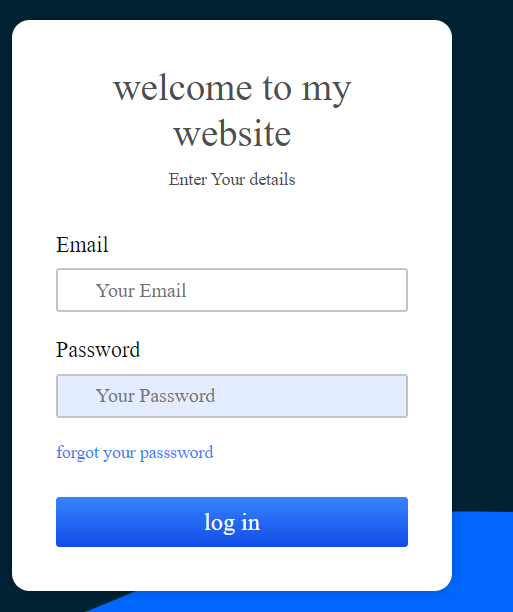 welcome to my
website
Enter Your details
Email
Your Email
Password
Your Password
forgot your passsword
log in